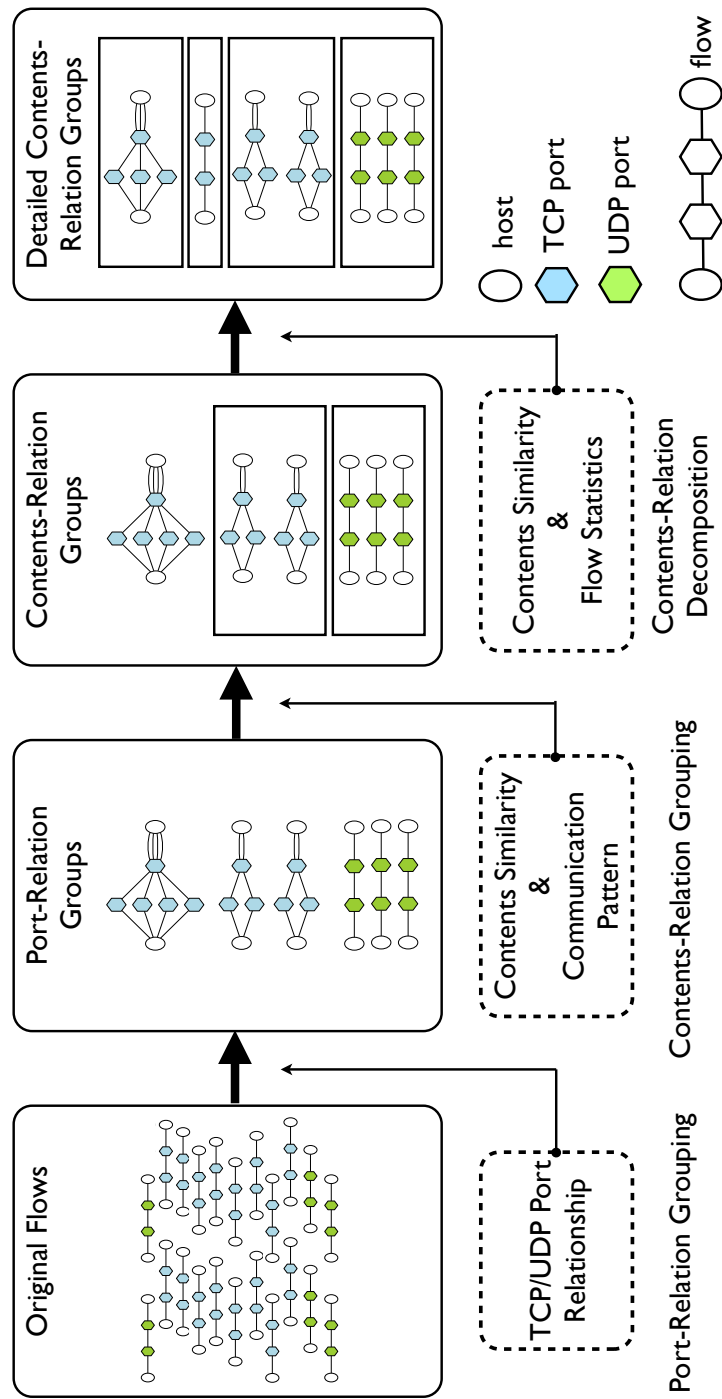 Original Flows
Port-Relation
Groups
Contents-Relation
Groups
Detailed Contents-
Relation Groups
TCP/UDP Port
Relationship
Port-Relation Grouping
Contents Similarity
&
Communication
Pattern
Contents-Relation Grouping
Contents Similarity
&
Flow Statistics
Contents-Relation
Decomposition
host
TCP port
UDP port
flow